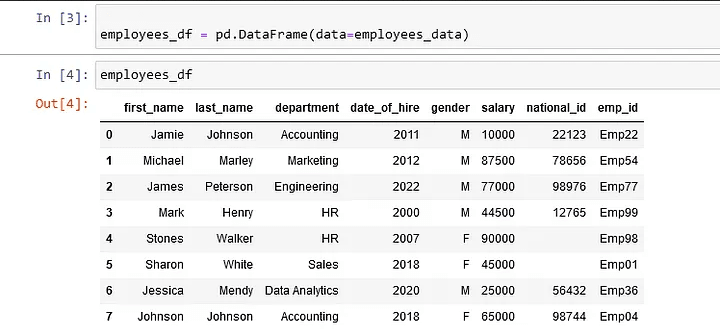 In [3]:
employees_df = pd.DataFrame(data=employees_data)
In [4]: employees_df
Out[4]:
first_name last_name department date_of_hire gender salary national_id emp_id
0 Jamie Johnson Accounting 2011 M 10000 22123 Emp22
1 Michael Marley Marketing 2012 M 87500 78656 Emp54
2 James Peterson Engineering 2022 M 77000 98976 Emp77
3 Mark Henry HR 2000 M 44500 12765 Emp99
4 Stones Walker HR 2007 F 90000 Emp98
5 Sharon White Sales 2018 F 45000 Emp01
6 Jessica Mendy Data Analytics 2020 M 25000 56432 Emp36
7 Johnson Johnson Accounting 2018 F 65000 98744 Emp04